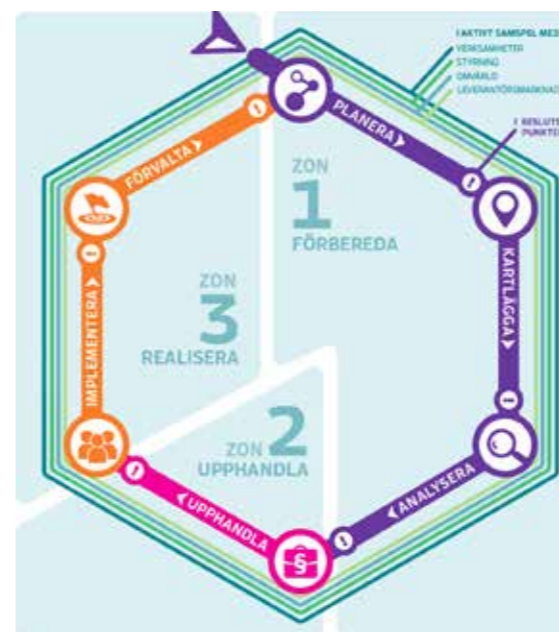 I AKTIVT SAMSPEL MED
VERKSAMHETER
STYRNING
OMVÄRLD
LEVERANTÖRSMARKNAD
! BESLUTS
PUNKTE
PLANERA
KARTLÄGGA
ANALYSERA
UPPHANDLA
IMPLEMENTERA
FÖRVALTA
ZON
1
FÖRBEREDA
ZON
3
REALISERA
ZON 2
UPPHANDLA
§